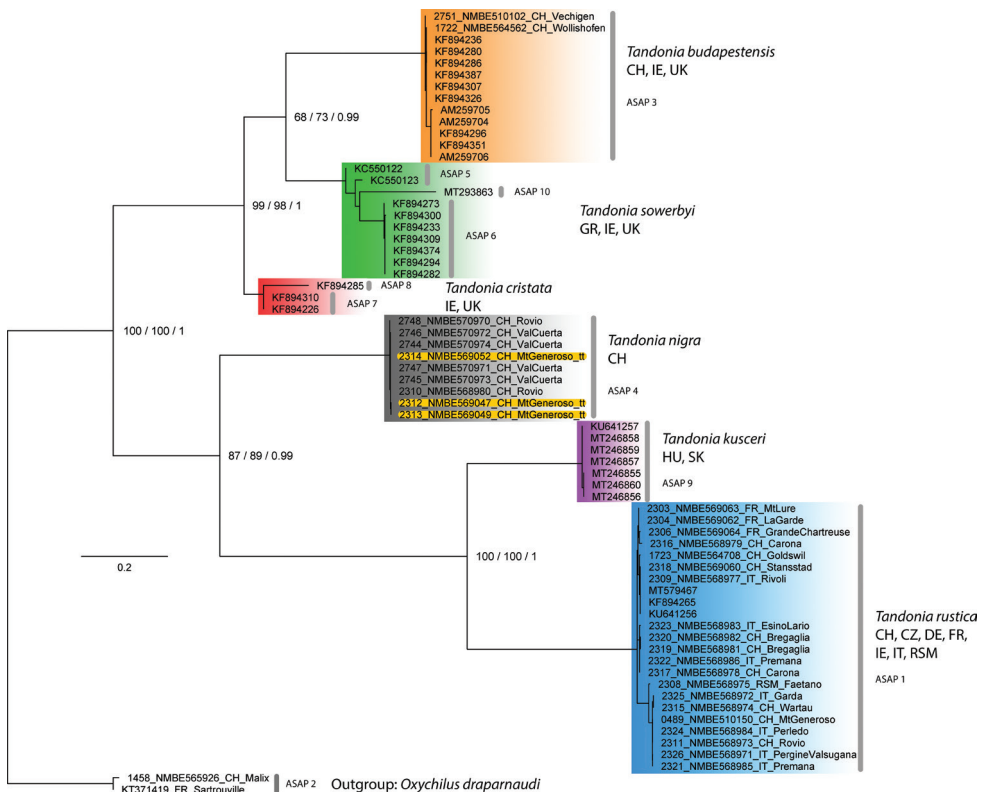 2751_NMBE510102_CH_Vechigen
1722_NMBE564562_CH_Wollishofen
KF894236
KF894280
KF894286
KF894387
KF894307
KF894326
AM259705
AM259704
KF894296
KF894351
AM259706
Tandonia budapestensis
CH, IE, UK
ASAP 3
68 / 73 / 0.99
KC550122
KC550123
ASAP 5
MT293863
ASAP 10
KF894273
KF894300
KF894233
KF894309
KF894374
KF894294
KF894282
ASAP 6
Tandonia sowerbyi
GR, IE, UK
99 / 98 / 1
KF894285
ASAP 8
KF894310
KF894226
ASAP 7
Tandonia cristata
IE, UK
100 / 100 / 1
2748_NMBE570970_CH_Rovio
2746_NMBE570972_CH_ValCuerta
2744_NMBE570974_CH_ValCuerta
2314_NMBE569052_CH_MtGeneroso_tt
2747_NMBE570971_CH_ValCuerta
2745_NMBE570973_CH_ValCuerta
2310_NMBE568980_CH_Rovio
2312_NMBE569047_CH_MtGeneroso_tt
2313_NMBE569049_CH_MtGeneroso_tt
Tandonia nigra
CH
ASAP 4
87 / 89 / 0.99
KU641257
MT246858
MT246859
MT246857
MT246855
MT246860
MT246856
Tandonia kusceri
HU, SK
ASAP 9
100 / 100 / 1
0.2
2303_NMBE569063_FR_MtLure
2304_NMBE569062_FR_LaGarde
2306_NMBE569064_FR_GrandeChartreuse
2316_NMBE568979_CH_Carona
1723_NMBE564708_CH_Goldswil
2318_NMBE569060_CH_Stansstad
2309_NMBE568977_IT_Rivoli
MT579467
KF894265
KU641256
2323_NMBE568983_IT_EsinoLario
2320_NMBE568982_CH_Bregaglia
2319_NMBE568981_CH_Bregaglia
2322_NMBE568986_IT_Premana
2317_NMBE568978_CH_Carona
2308_NMBE568975_RSM_Faetano
2325_NMBE568972_IT_Garda
2315_NMBE568974_CH_Wartau
0489_NMBE510150_CH_MtGeneroso
2324_NMBE568984_IT_Perledo
2311_NMBE568973_CH_Rovio
2326_NMBE568971_IT_PergineValsugana
2321_NMBE568985_IT_Premana
Tandonia rustica
CH, CZ, DE, FR,
IE, IT, RSM
ASAP 1
1458_NMBE565926_CH_Malix
KT371419_FR_Sartrouville
ASAP 2
Outgroup: Oxychilus draparnaudi